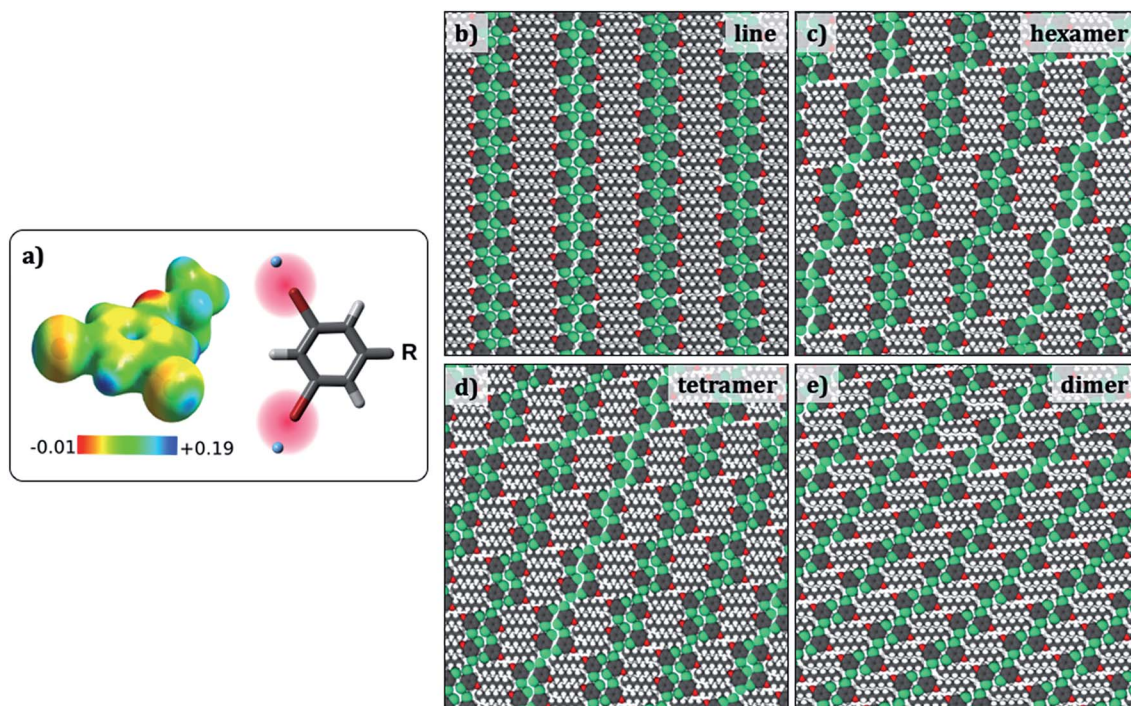 a)
R
-0.01 +0.19
b) line
c) hexamer
d) tetramer
e) dimer